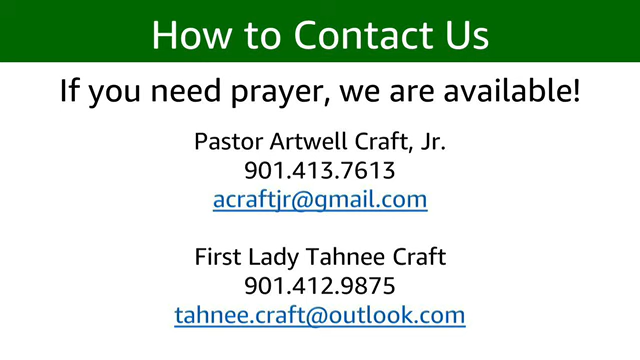 How to Contact Us
If you need prayer, we are available!
Pastor Artwell Craft, Jr.
901.413.7613
acraftjr@gmail.com
First Lady Tahnee Craft
901.412.9875
tahnee.craft@outlook.com